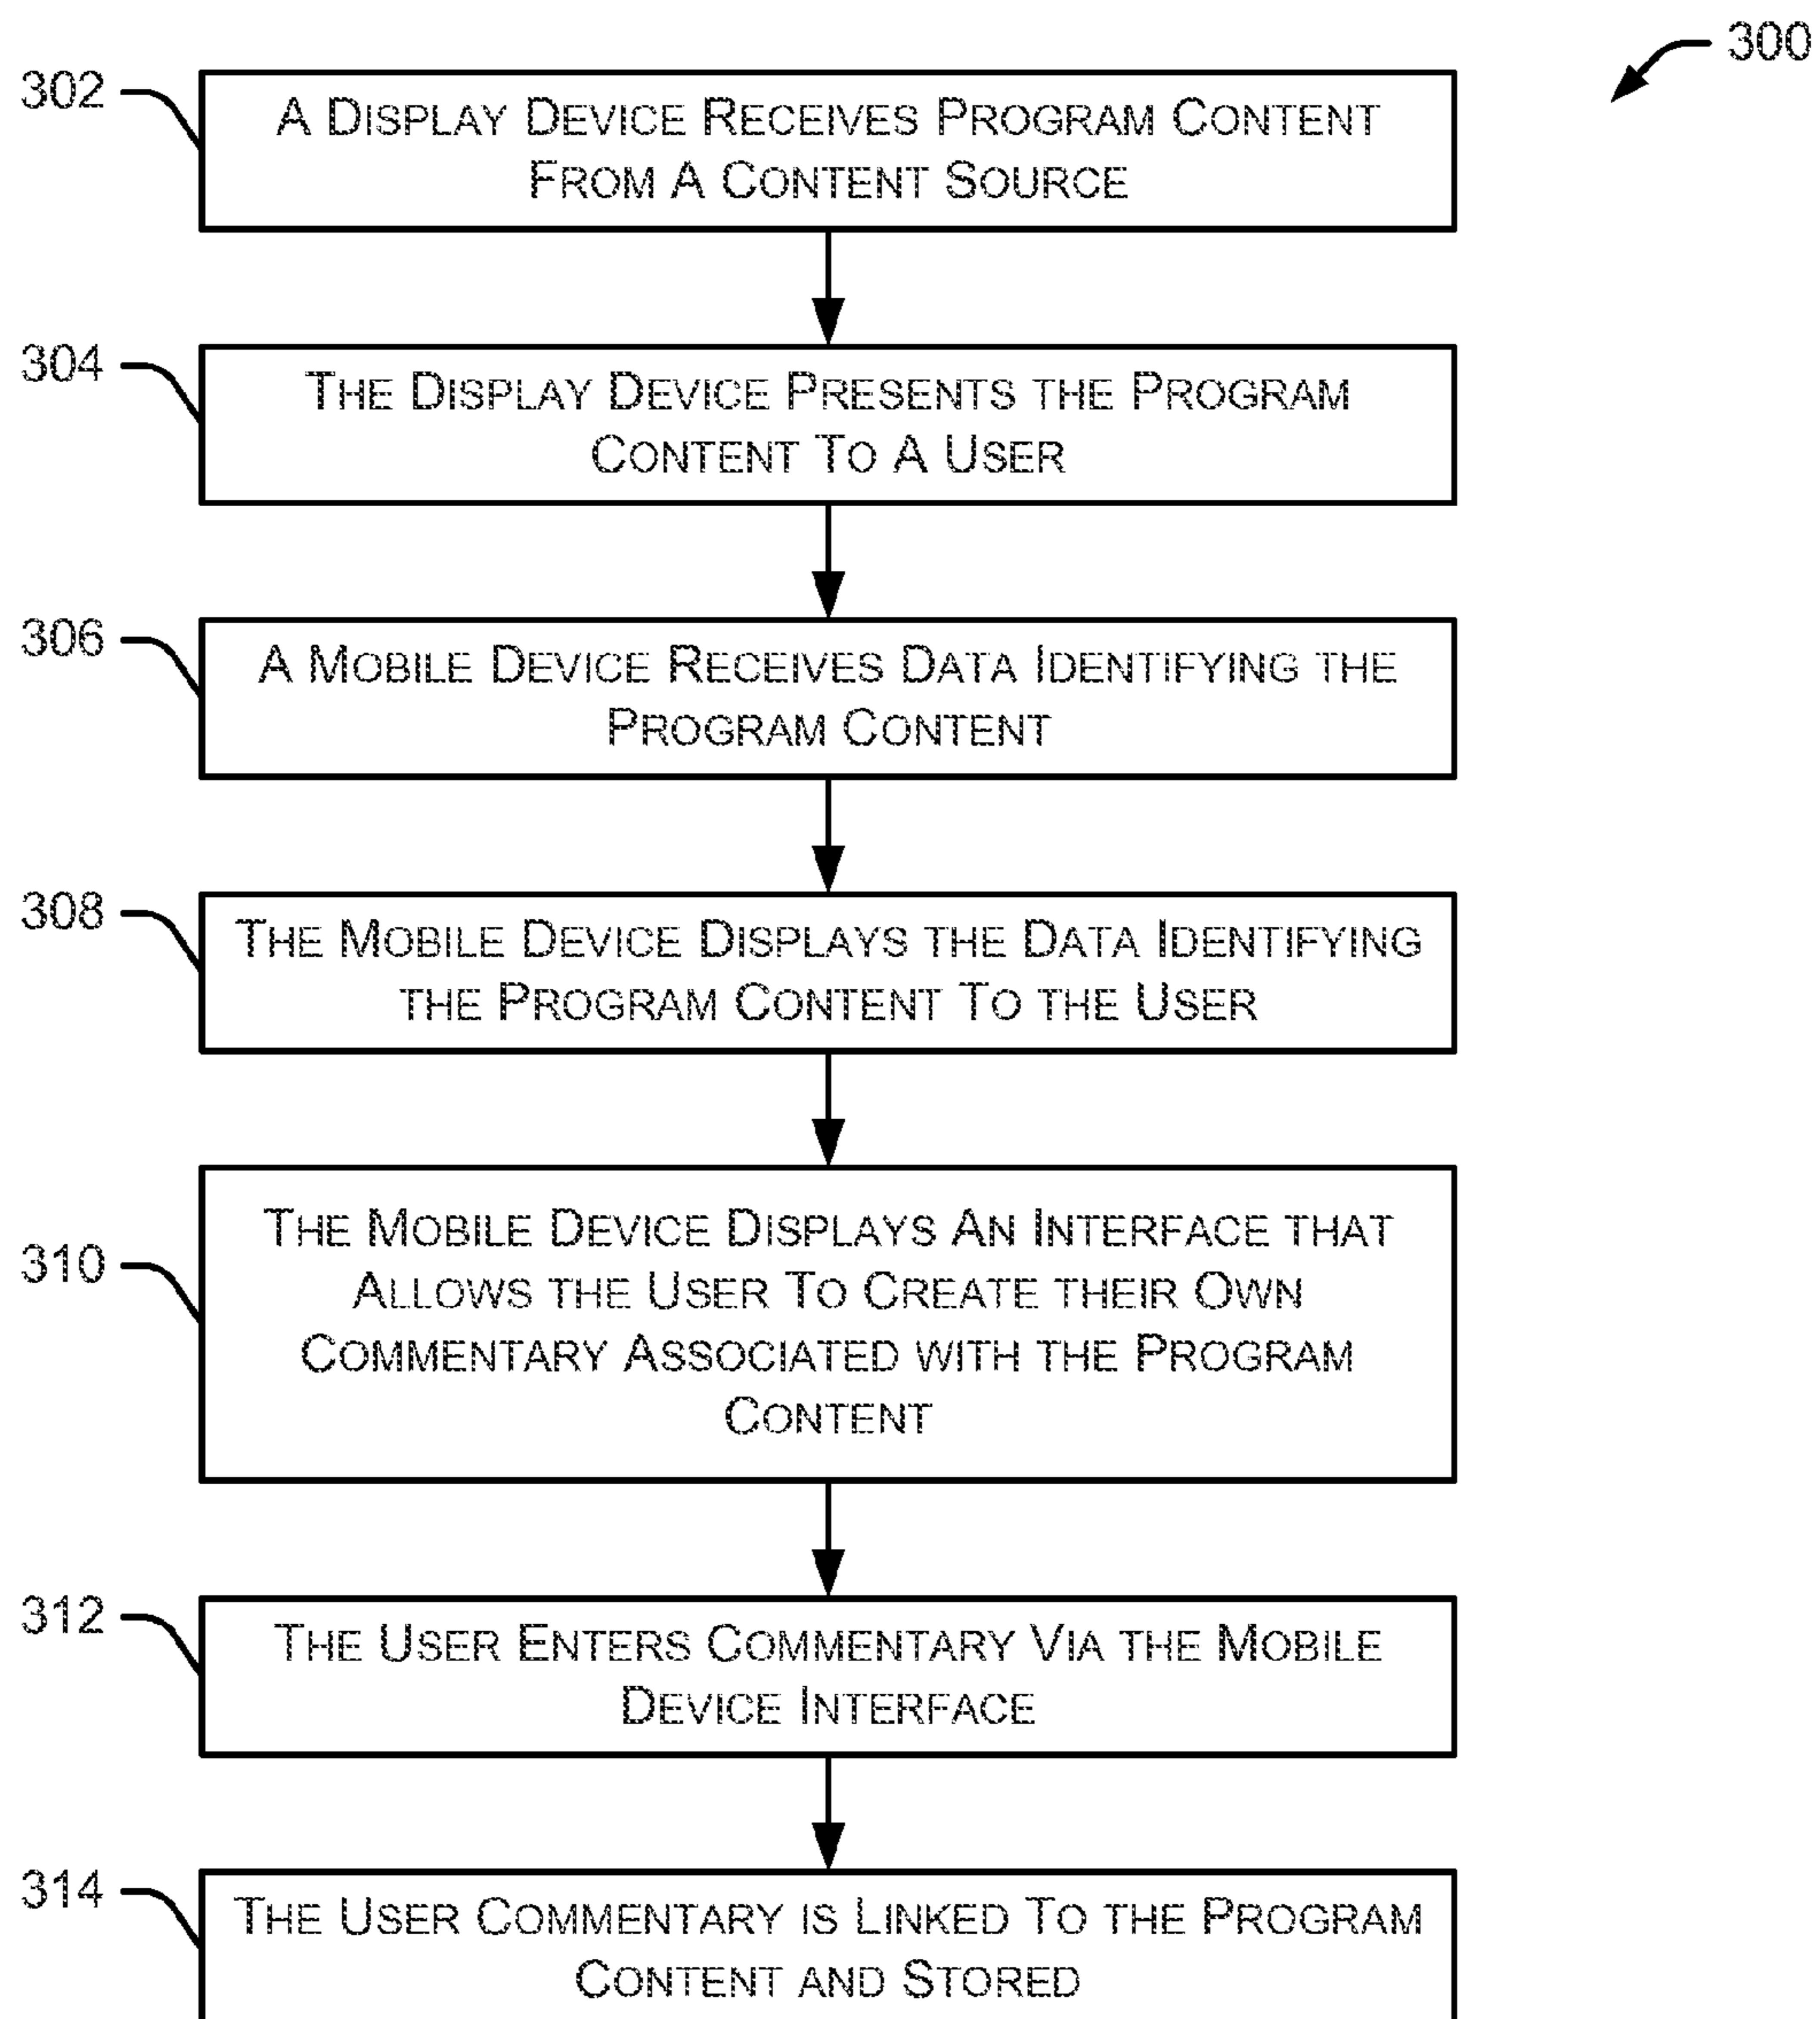 300
302
A DISPLAY DEVICE RECEIVES PROGRAM CONTENT
FROM A CONTENT SOURCE
304
THE DISPLAY DEVICE PRESENTS THE PROGRAM
CONTENT TO A USER
306
A MOBILE DEVICE RECEIVES DATA IDENTIFYING THE
PROGRAM CONTENT
308
THE MOBILE DEVICE DISPLAYS THE DATA IDENTIFYING
THE PROGRAM CONTENT TO THE USER
310
THE MOBILE DEVICE DISPLAYS AN INTERFACE THAT
ALLOWS THE USER TO CREATE THEIR OWN
COMMENTARY ASSOCIATED WITH THE PROGRAM
CONTENT
312
THE USER ENTERS COMMENTARY VIA THE MOBILE
DEVICE INTERFACE
314
THE USER COMMENTARY IS LINKED TO THE PROGRAM
CONTENT AND STORED